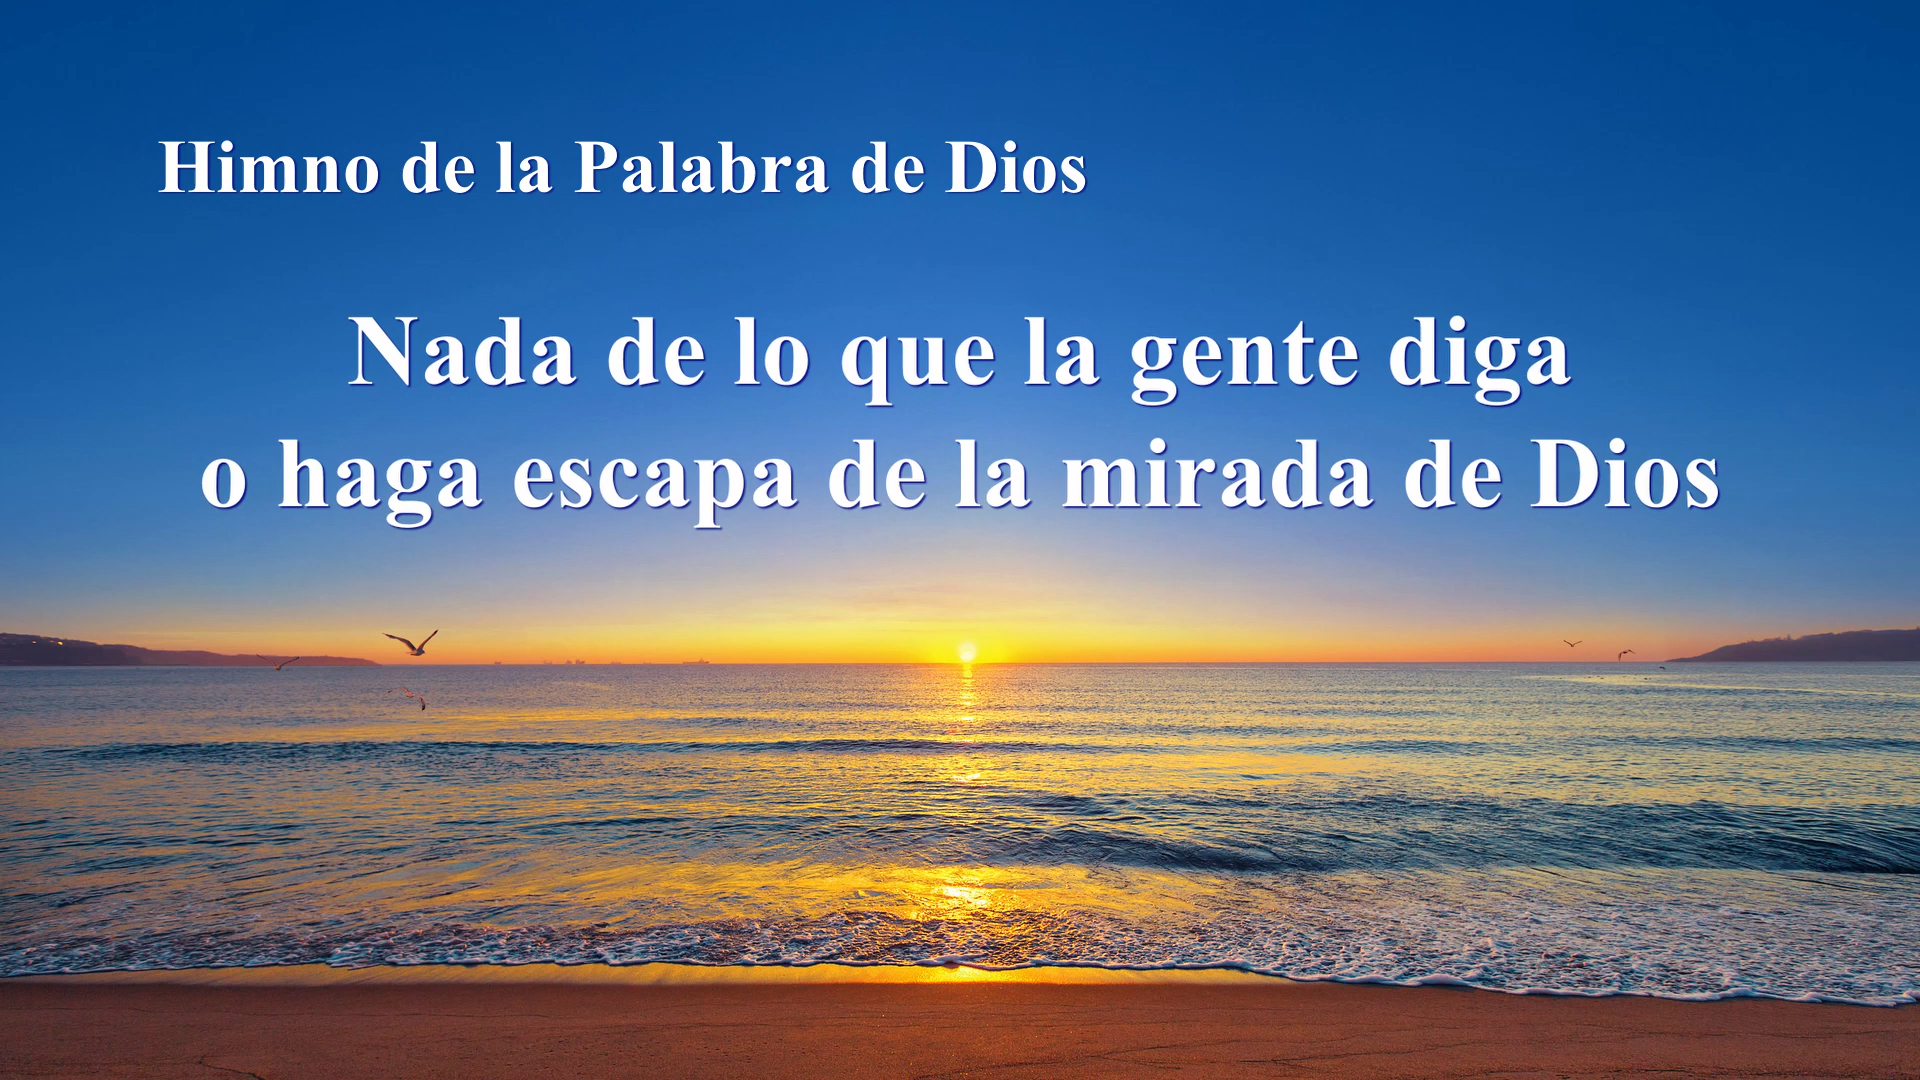 Himno de la Palabra de Dios
Nada de lo que la gente diga
o haga escapa de la mirada de Dios